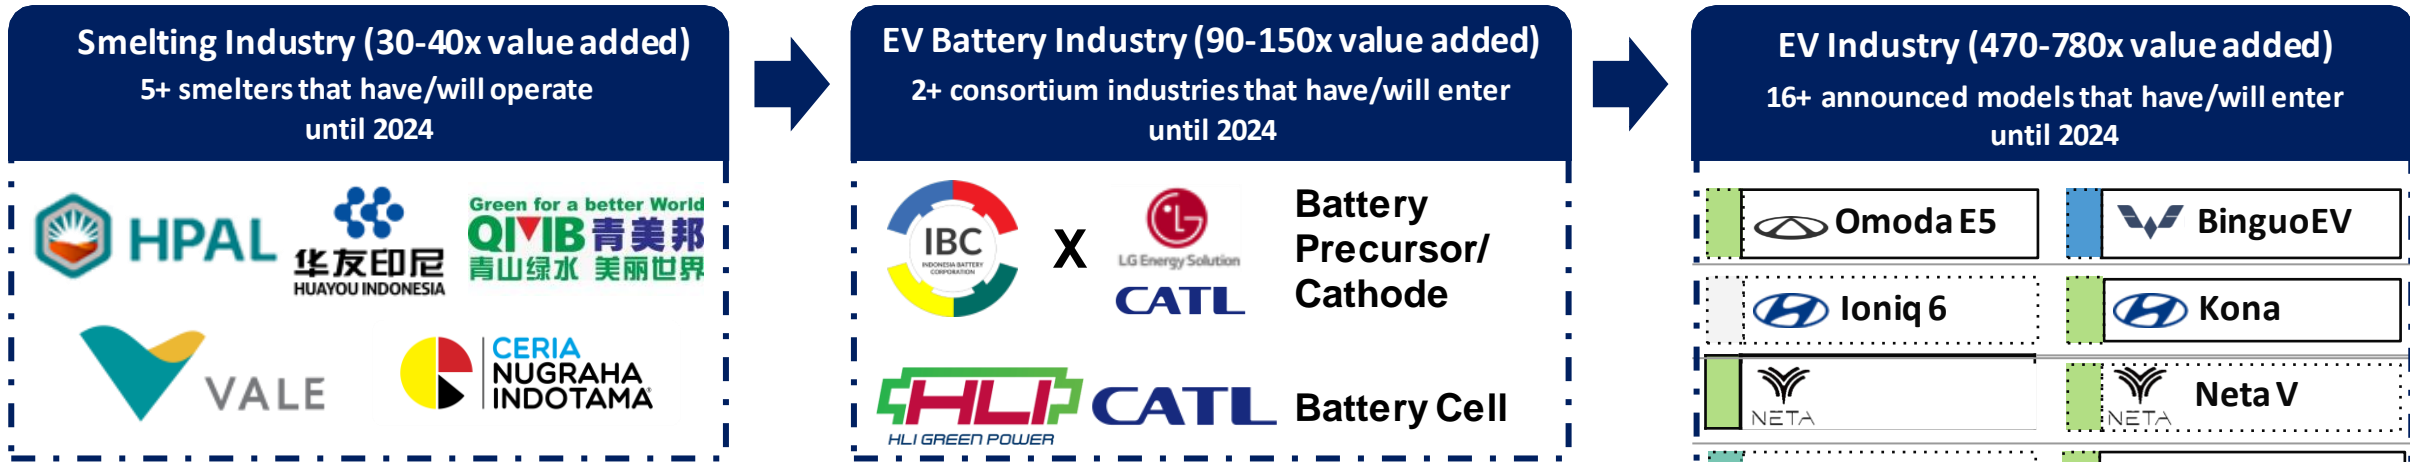 Smelting Industry (30-40x value added)
5+ smelters that have/will operate
until 2024
HPAL
华友印尼
HUAYOU INDONESIA
Green for a better World
QMB 青美邦
青山绿水 美丽世界
VALE
CERIA
NUGRAHA
INDOTAMA
EV Battery Industry (90-150x value added)
2+ consortium industries that have/will enter
until 2024
IBC
INDONESIA BATTERY
CORPORATION
X
LG
LG Energy Solution
CATL
Battery
Precursor/
Cathode
HLI
HLI GREEN POWER
CATL
Battery Cell
EV Industry (470-780x value added)
16+ announced models that have/will enter
until 2024
Omoda E5
BinguoEV
Ioniq 6
Kona
NETA
NETA
Neta V